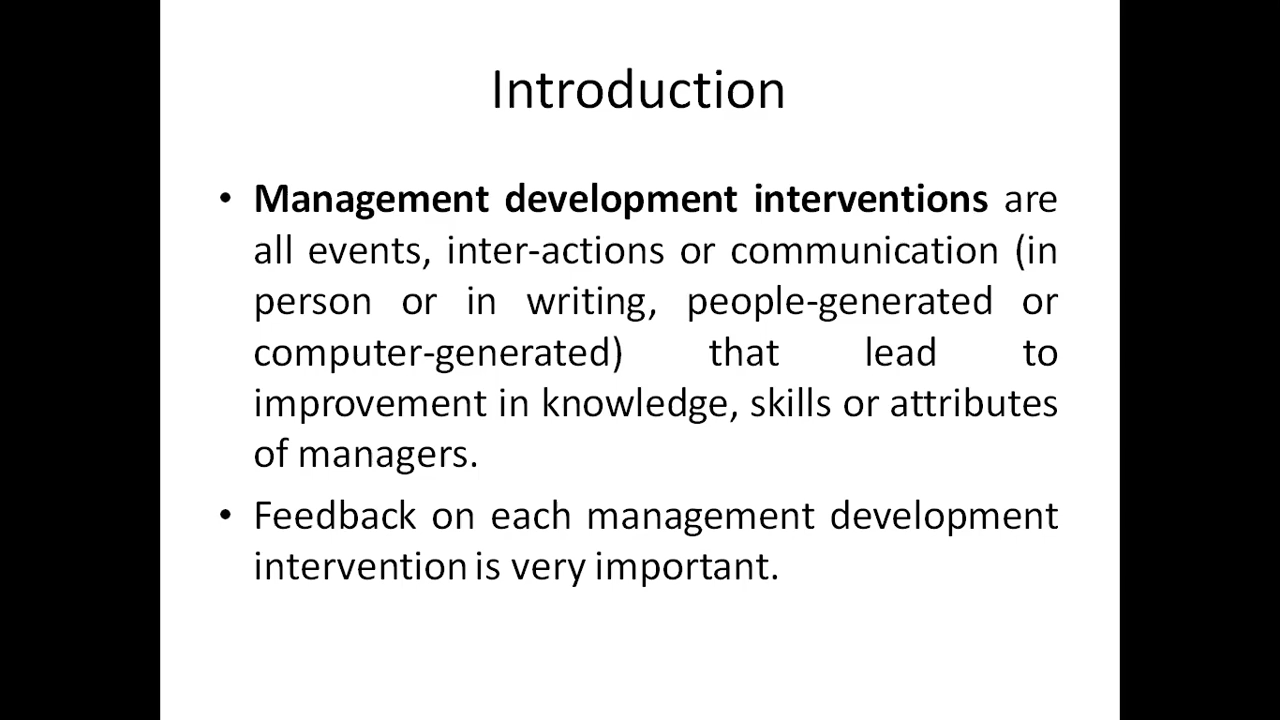 Introduction
• Management development interventions are
all events, inter-actions or communication (in
person or in writing, people-generated or
computer-generated) that lead to
improvement in knowledge, skills or attributes
of managers.
• Feedback on each management development
intervention is very important.